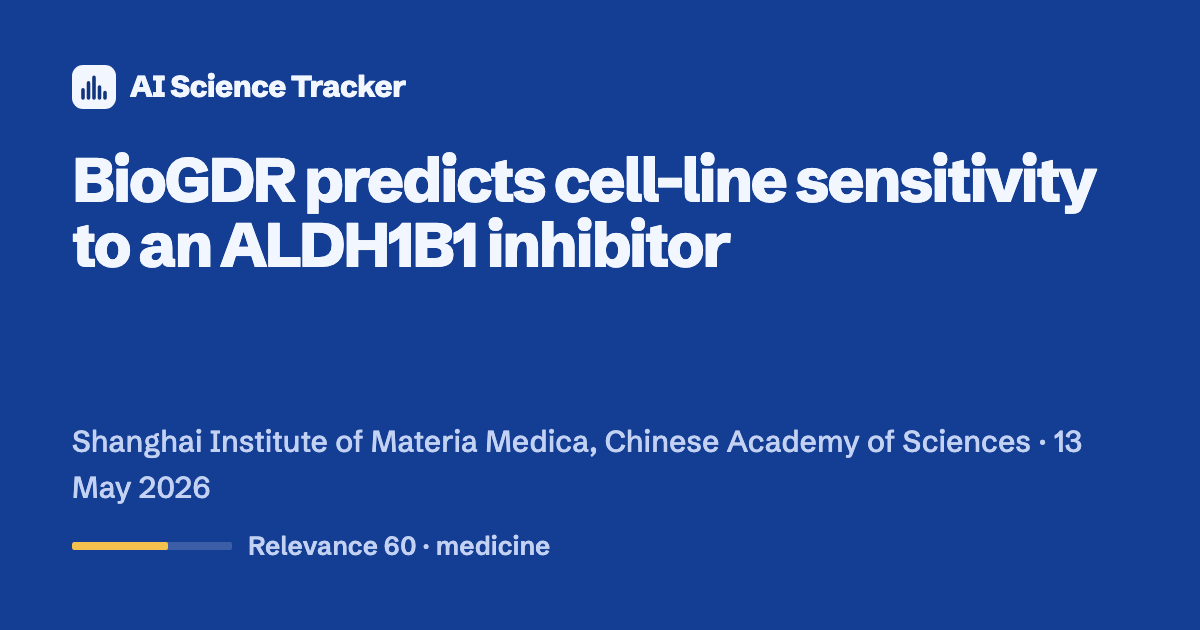 AI Science Tracker
BioGDR predicts cell-line sensitivity
to an ALDH1B1 inhibitor
Shanghai Institute of Materia Medica, Chinese Academy of Sciences · 13
May 2026
Relevance 60 · medicine